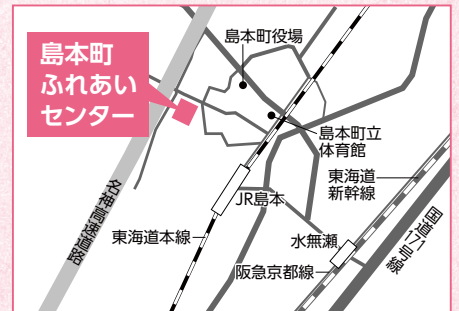 島本町
ふれあい
センター
島本町役場
島本町立
体育館
東海道
新幹線
JR島本
名神高速道路
東海道本線
水無瀬
阪急京都線
国道171号線